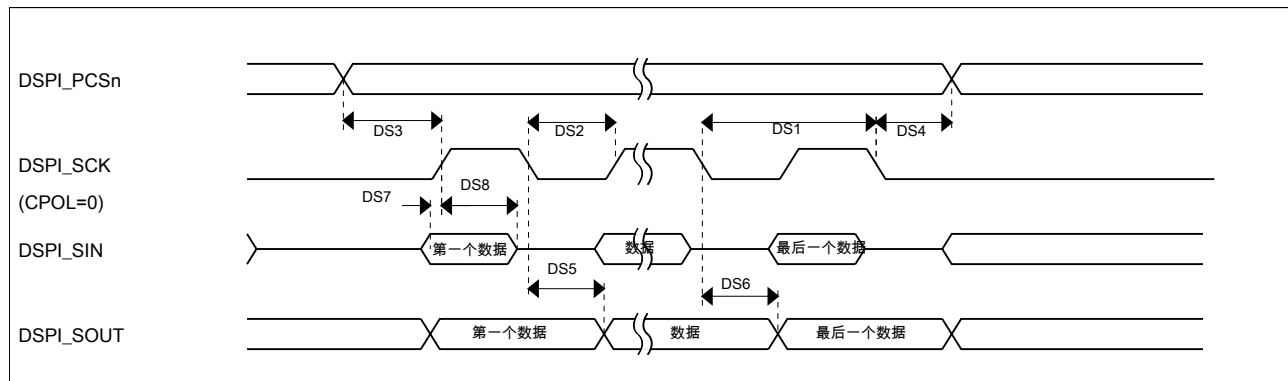 DSPI_PCSn
DS3
DS2
DS1
DS4
DSPI_SCK
(CPOL=0)
DS7
DS8
DSPI_SIN
第一个数据
数据
最后一个数据
DS5
DS6
DSPI_SOUT
第一个数据
数据
最后一个数据